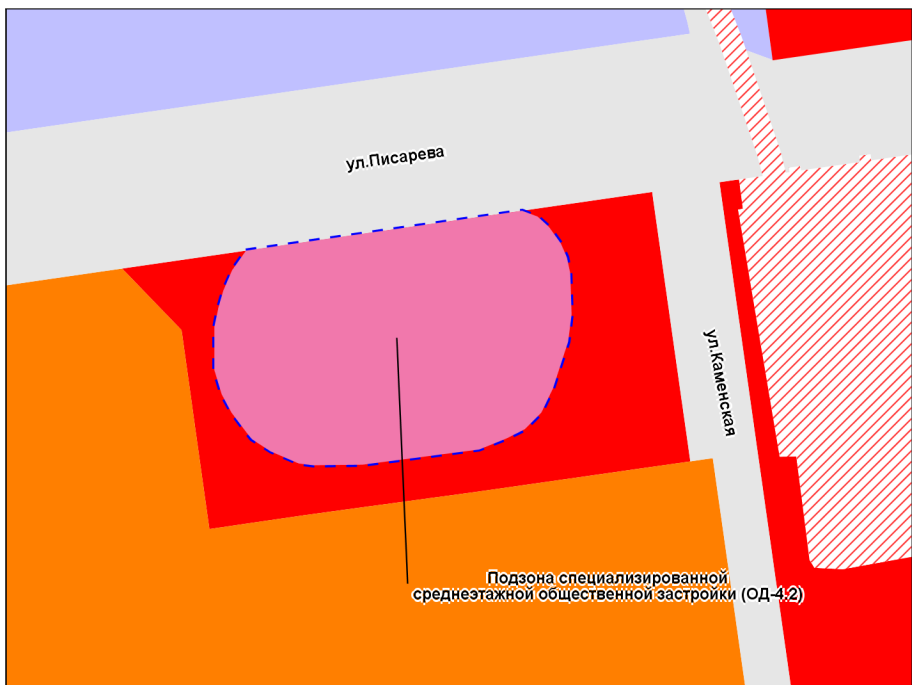 ул.Писарева
ул.Каменская
Подзона специализированной
среднеэтажной общественной застройки (ОД-4.2)